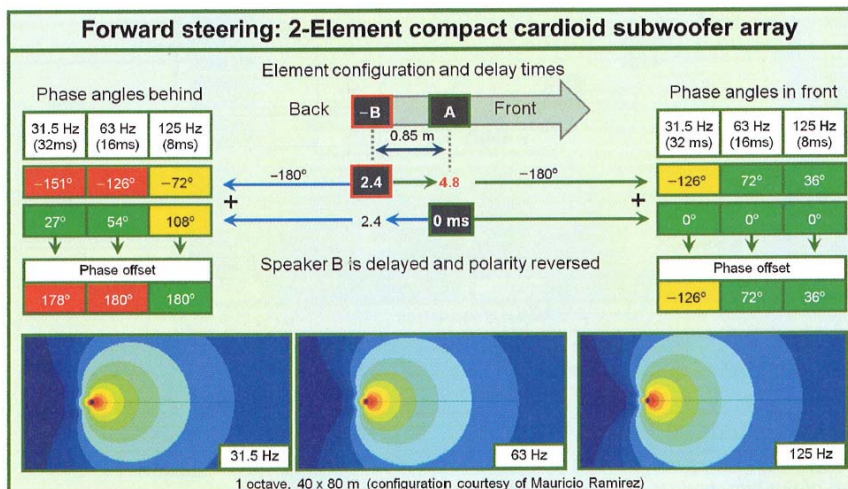 Forward steering: 2-Element compact cardioid subwoofer array
Element configuration and delay times
Phase angles behind
31.5 Hz 63 Hz 125 Hz
(32ms) (16ms) (8ms)
−151° −126° −72°
+
27° 54° 108°
Phase offset
178° 180° 180°
Back −B A Front
0.85 m
−180° 2.4 4.8 −180°
2.4 0 ms
Speaker B is delayed and polarity reversed
Phase angles in front
31.5 Hz 63 Hz 125 Hz
(32 ms) (16ms) (8ms)
−126° 72° 36°
+
0° 0° 0°
Phase offset
−126° 72° 36°
31.5 Hz
63 Hz
125 Hz
1 octave, 40 x 80 m (configuration courtesy of Mauricio Ramirez)